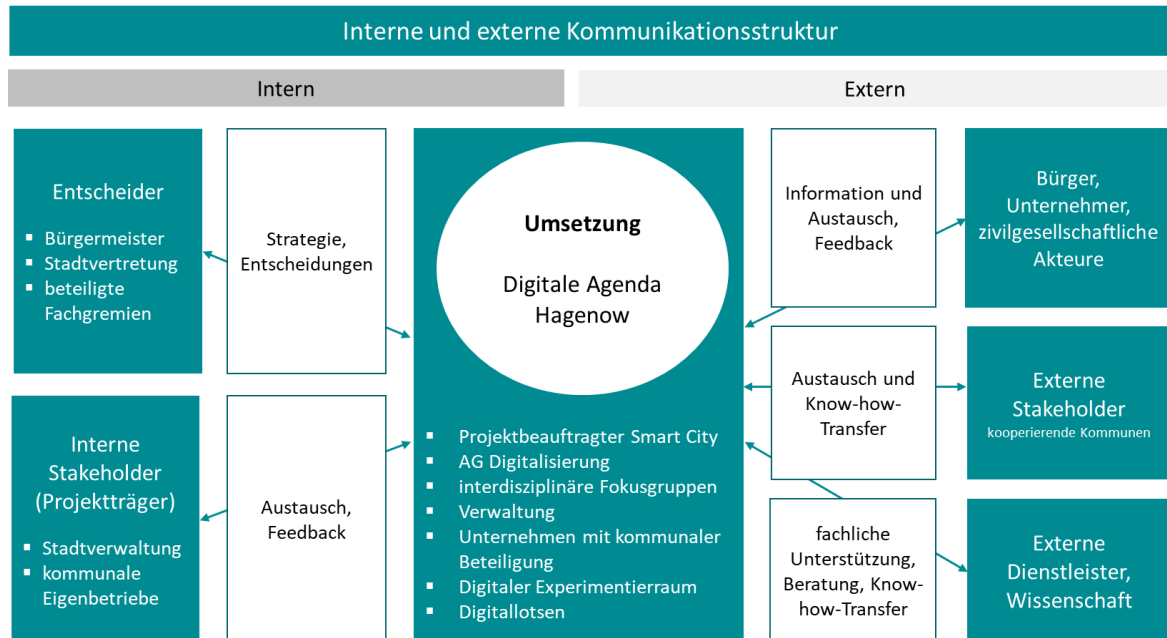 Interne und externe Kommunikationsstruktur
Intern
Extern
Entscheider
▪ Bürgermeister
▪ Stadtvertretung
▪ beteiligte
Fachgremien
Strategie,
Entscheidungen
Interne
Stakeholder
(Projektträger)
▪ Stadtverwaltung
▪ kommunale
Eigenbetriebe
Austausch,
Feedback
Umsetzung
Digitale Agenda
Hagenow
▪ Projektbeauftragter Smart City
▪ AG Digitalisierung
▪ interdisziplinäre Fokusgruppen
▪ Verwaltung
▪ Unternehmen mit kommunaler
Beteiligung
▪ Digitaler Experimentierraum
▪ Digitallotsen
Information und
Austausch,
Feedback
Bürger,
Unternehmer,
zivilgesellschaftliche
Akteure
Austausch und
Know-how-
Transfer
Externe
Stakeholder
kooperierende Kommunen
fachliche
Unterstützung,
Beratung, Know-
how-Transfer
Externe
Dienstleister,
Wissenschaft